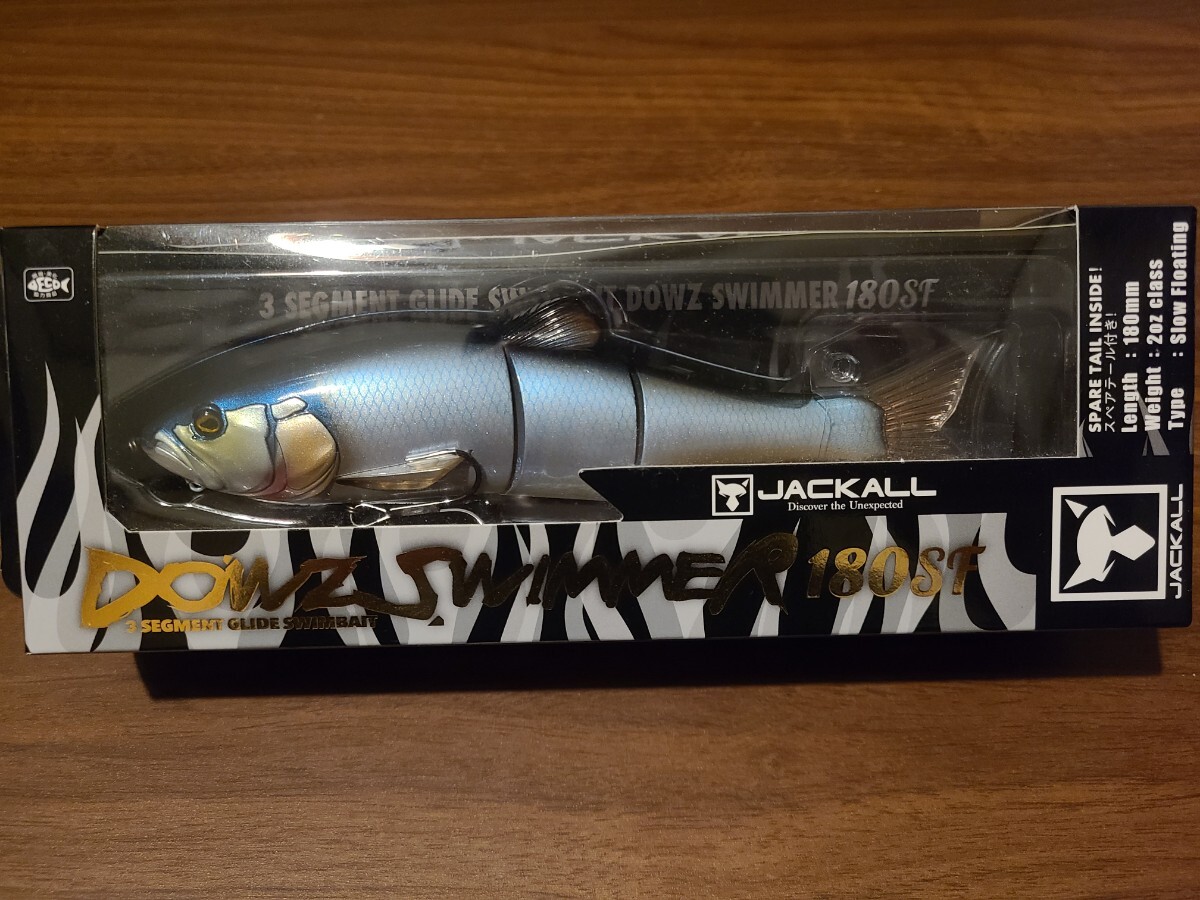 3 SEGMENT GLIDE SWIMBAIT DOWZ SWIMMER 180SF
JACKALL
Discover the Unexpected
DOWZ SWIMMER 180SF
3 SEGMENT GLIDE SWIMBAIT
SPARE TAIL INSIDE!
スペアテール付き!
Length : 180mm
Weight : 2oz class
Type : Slow Floating
JACKALL